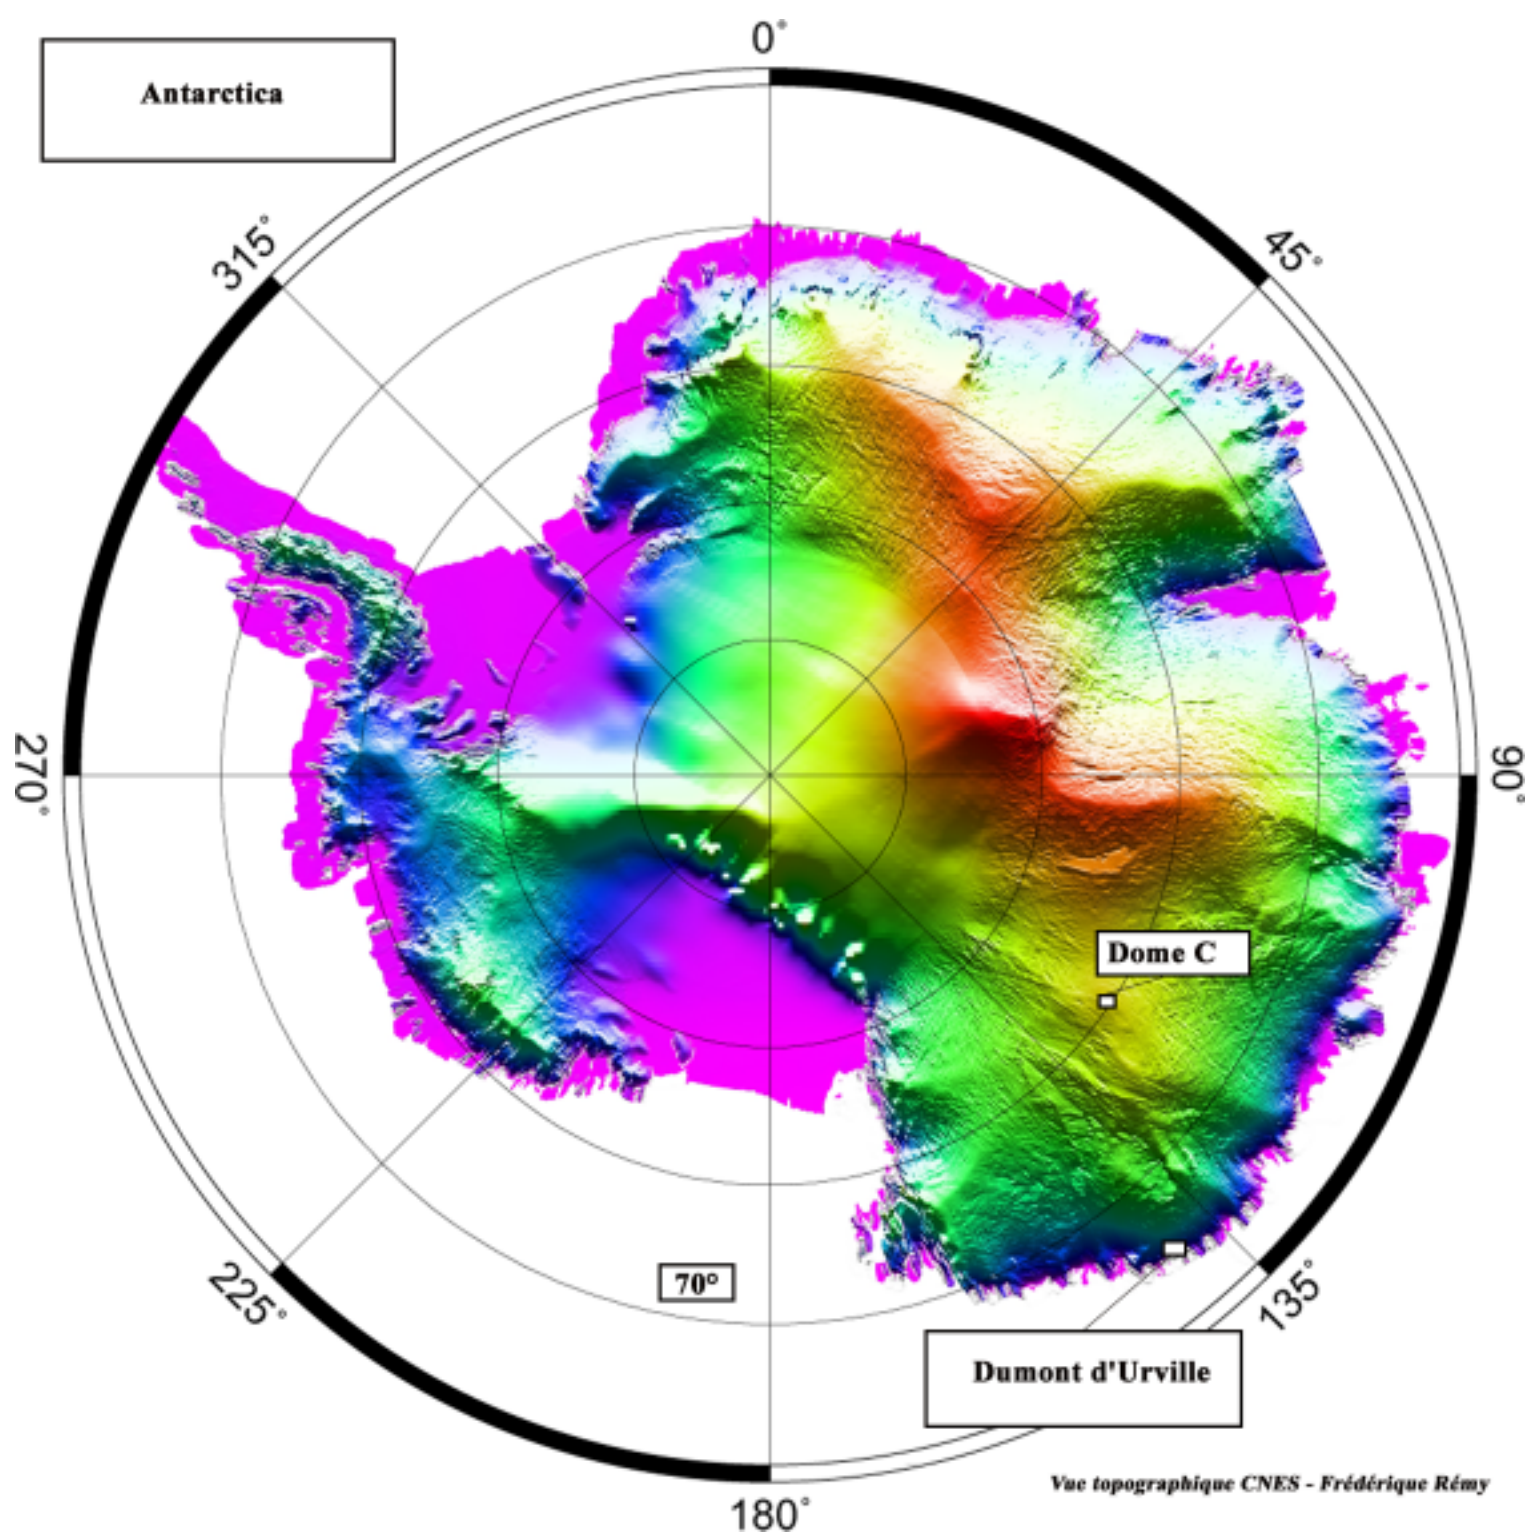 0°
Antarctica
315°
45°
270°
90°
Dome C
70°
225°
135°
Dumont d'Urville
Vue topographique CNES - Frédérique Rémy
180°